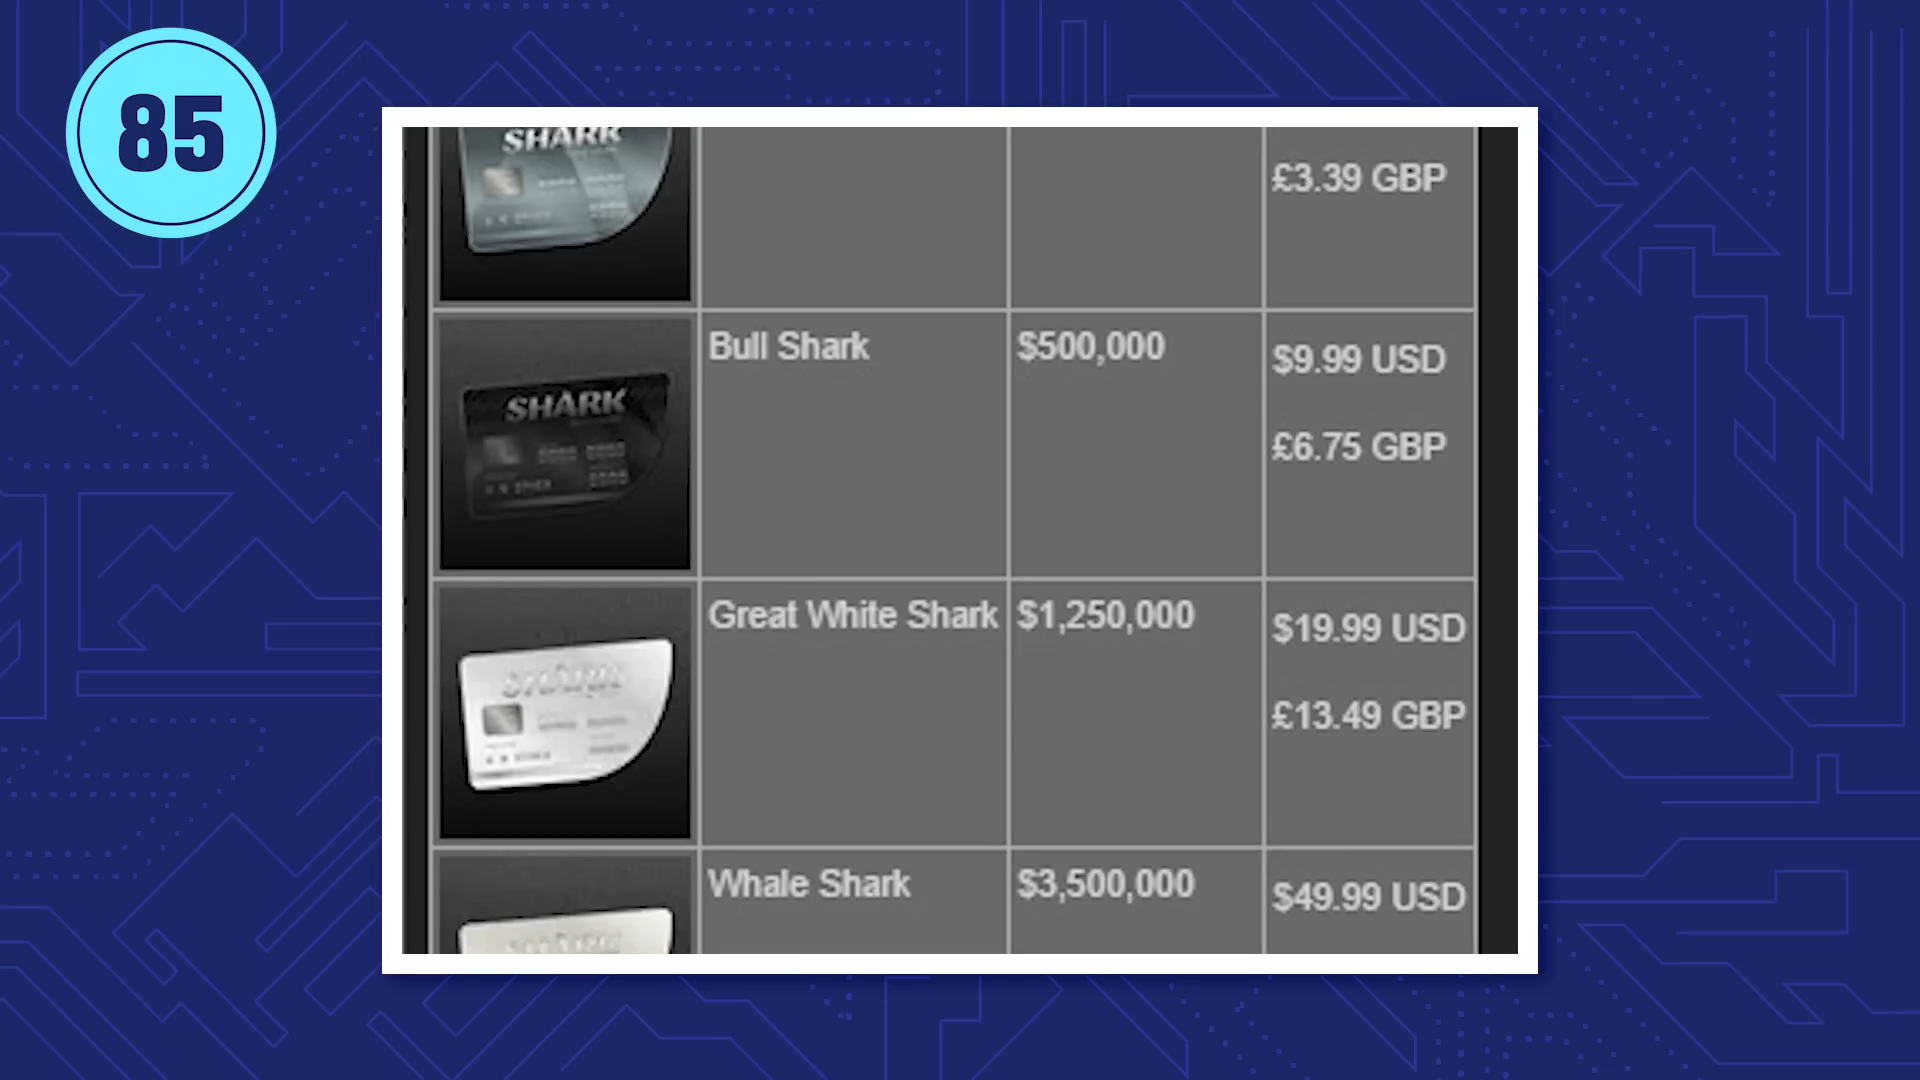 85
SHARK
£3.39 GBP
Bull Shark
$500,000
$9.99 USD
SHARK
£6.75 GBP
Great White Shark
$1,250,000
$19.99 USD
SHARK
£13.49 GBP
Whale Shark
$3,500,000
$49.99 USD